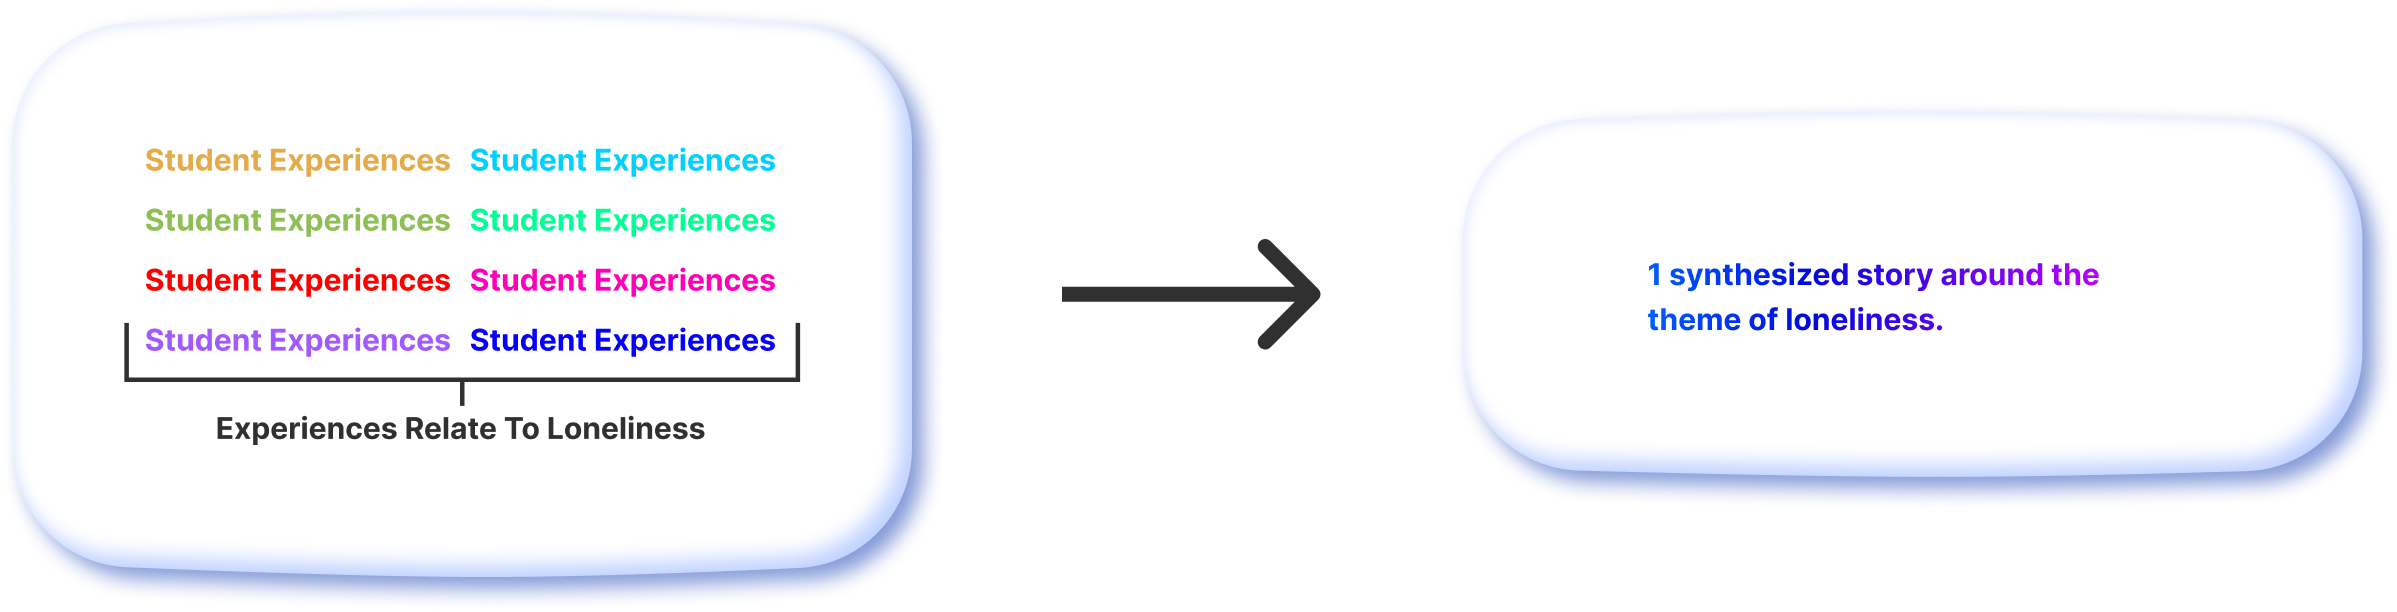 Student Experiences Student Experiences
Student Experiences Student Experiences
Student Experiences Student Experiences
Student Experiences Student Experiences
Experiences Relate To Loneliness
1 synthesized story around the
theme of loneliness.